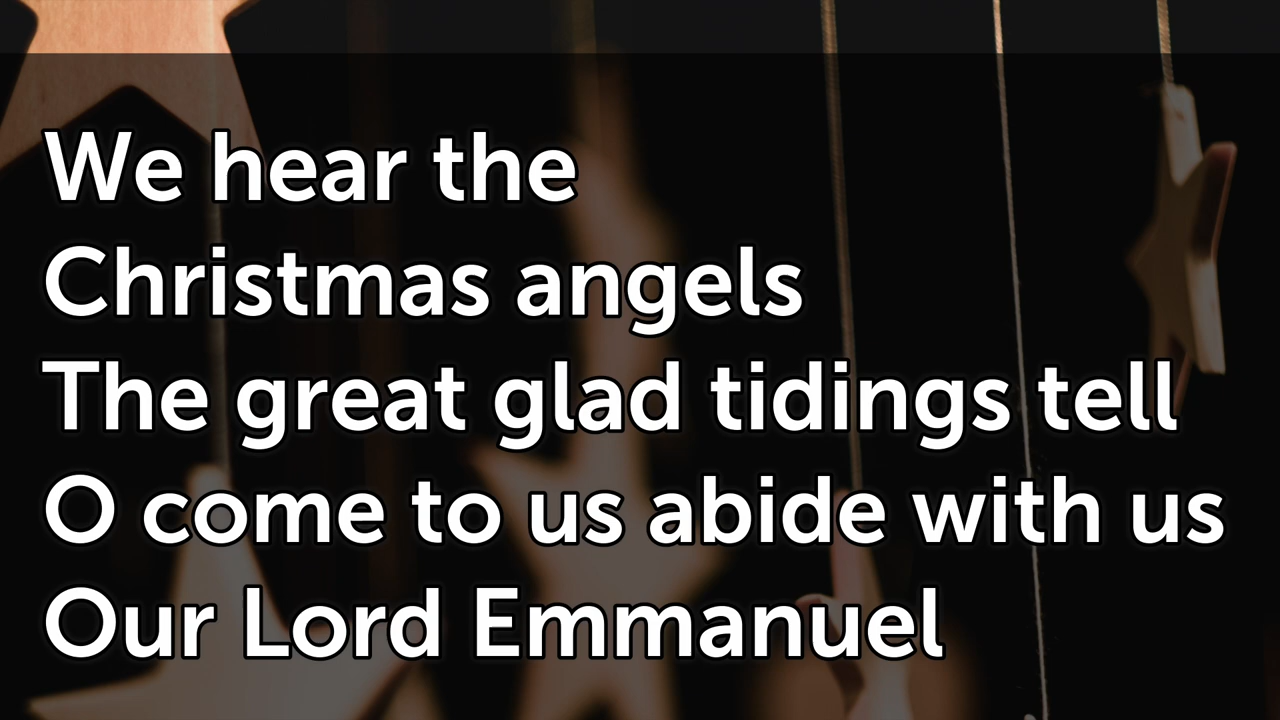 We hear the
Christmas angels
The great glad tidings tell
O come to us abide with us
Our Lord Emmanuel